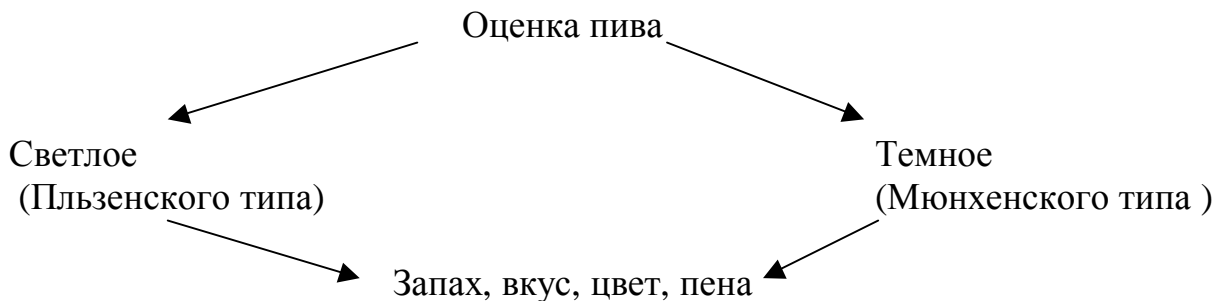 Оценка пива
Светлое
(Пльзенского типа)
Темное
(Мюнхенского типа )
Запах, вкус, цвет, пена